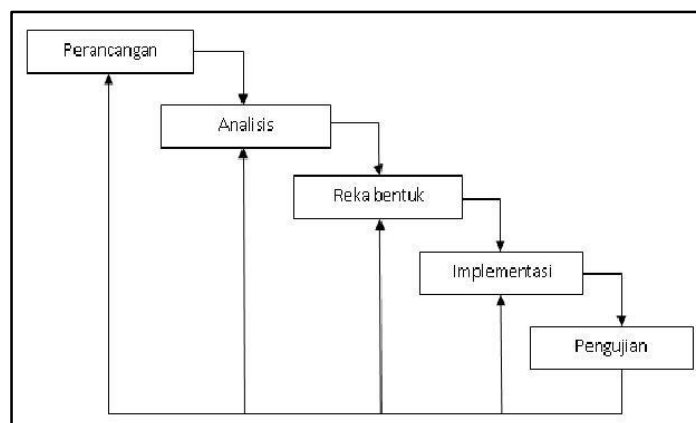 Perancangan
Analisis
Reka bentuk
Implementasi
Pengujian